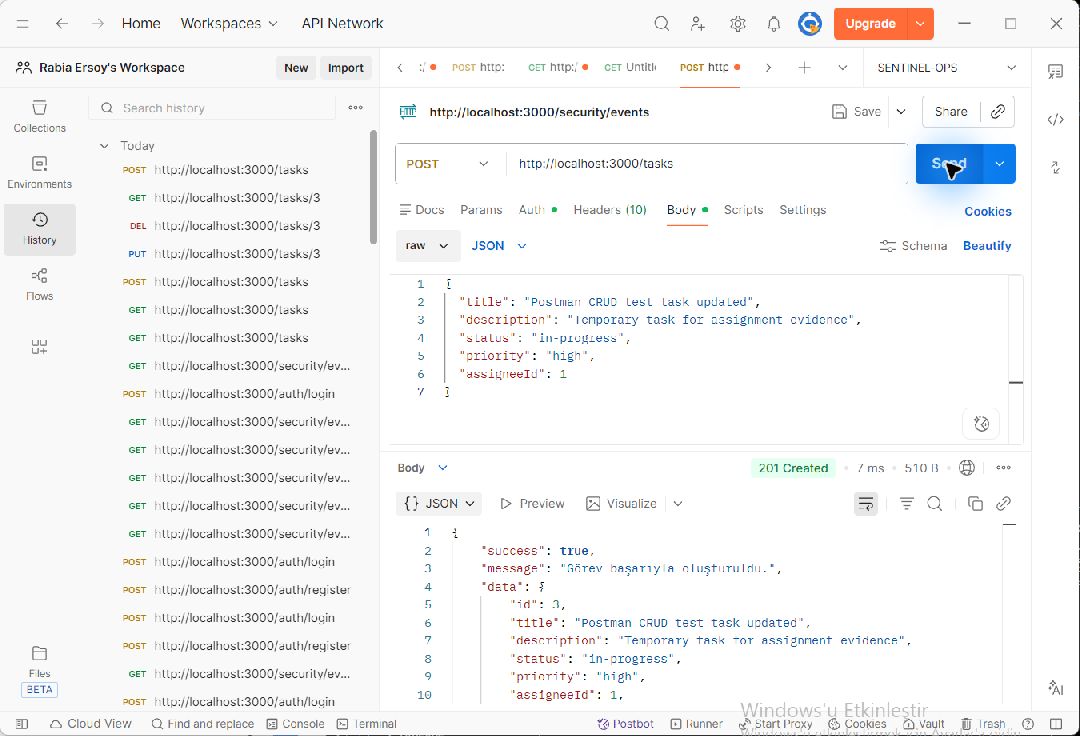 Home Workspaces API Network Upgrade
Rabia Ersoy's Workspace New Import
:/ POST http: GET http:/ GET Untitl POST http SENTINEL-OPS
Collections
Environments
History
Flows
Files
BETA
Search history
Today
POST http://localhost:3000/tasks
GET http://localhost:3000/tasks/3
DEL http://localhost:3000/tasks/3
PUT http://localhost:3000/tasks/3
POST http://localhost:3000/tasks
GET http://localhost:3000/tasks
GET http://localhost:3000/tasks
GET http://localhost:3000/security/ev...
POST http://localhost:3000/auth/login
GET http://localhost:3000/security/ev...
GET http://localhost:3000/security/ev...
GET http://localhost:3000/security/ev...
GET http://localhost:3000/security/ev...
GET http://localhost:3000/security/ev...
POST http://localhost:3000/auth/login
POST http://localhost:3000/auth/register
POST http://localhost:3000/auth/login
POST http://localhost:3000/auth/register
GET http://localhost:3000/security/ev...
POST http://localhost:3000/auth/login
HTTP http://localhost:3000/security/events Save Share
POST http://localhost:3000/tasks Send
Docs Params Auth Headers (10) Body Scripts Settings Cookies
raw JSON Schema Beautify
1 {
2 "title": "Postman CRUD test task updated",
3 "description": "Temporary task for assignment evidence",
4 "status": "in-progress",
5 "priority": "high",
6 "assigneeId": 1
7 }
Body 201 Created 7 ms 510 B
{} JSON Preview Visualize
1 {
2 "success": true,
3 "message": "Görev başarıyla oluşturuldu.",
4 "data": {
5 "id": 3,
6 "title": "Postman CRUD test task updated",
7 "description": "Temporary task for assignment evidence",
8 "status": "in-progress",
9 "priority": "high",
10 "assigneeId": 1,
Windows'u Etkinleştir
Cloud View Find and replace Console Terminal Postbot Runner Start Proxy Cookies Vault Trash
AI